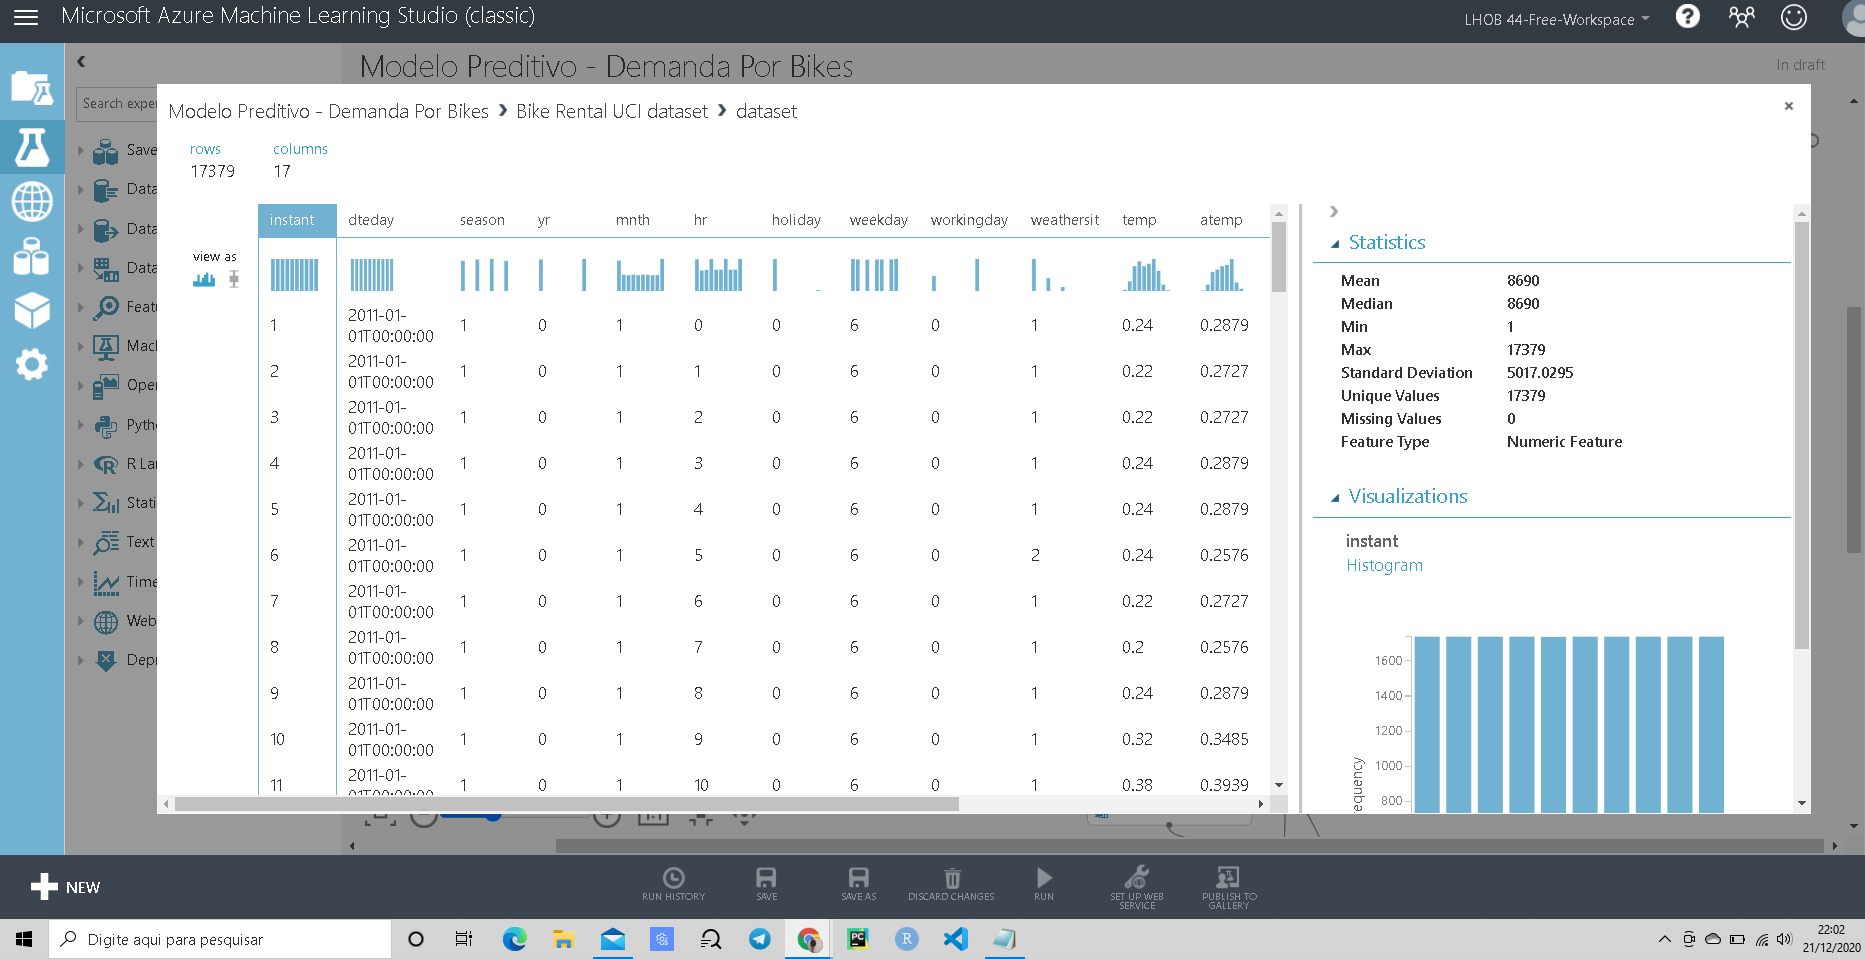 Microsoft Azure Machine Learning Studio (classic)
LHOB 44-Free-Workspace
?
Modelo Preditivo - Demanda Por Bikes
In draft
Search exper
Save
Data
Data
Data
Featu
Mach
Oper
Pytho
R Lan
Stati
Text
Time
Web
Depr
Modelo Preditivo - Demanda Por Bikes > Bike Rental UCI dataset > dataset
×
rows columns
17379 17
view as
instant dteday season yr mnth hr holiday weekday workingday weathersit temp atemp
1 2011-01-01T00:00:00 1 0 1 0 0 6 0 1 0.24 0.2879
2 2011-01-01T00:00:00 1 0 1 1 0 6 0 1 0.22 0.2727
3 2011-01-01T00:00:00 1 0 1 2 0 6 0 1 0.22 0.2727
4 2011-01-01T00:00:00 1 0 1 3 0 6 0 1 0.24 0.2879
5 2011-01-01T00:00:00 1 0 1 4 0 6 0 1 0.24 0.2879
6 2011-01-01T00:00:00 1 0 1 5 0 6 0 2 0.24 0.2576
7 2011-01-01T00:00:00 1 0 1 6 0 6 0 1 0.22 0.2727
8 2011-01-01T00:00:00 1 0 1 7 0 6 0 1 0.2 0.2576
9 2011-01-01T00:00:00 1 0 1 8 0 6 0 1 0.24 0.2879
10 2011-01-01T00:00:00 1 0 1 9 0 6 0 1 0.32 0.3485
11 2011-01-01T00:00:00 1 0 1 10 0 6 0 1 0.38 0.3939
Statistics
Mean 8690
Median 8690
Min 1
Max 17379
Standard Deviation 5017.0295
Unique Values 17379
Missing Values 0
Feature Type Numeric Feature
Visualizations
instant
Histogram
1600
1400
1200
1000
800
equency
NEW
RUN HISTORY
SAVE
SAVE AS
DISCARD CHANGES
RUN
SET UP WEB SERVICE
PUBLISH TO GALLERY
Digite aqui para pesquisar
PC
R
22:02
21/12/2020